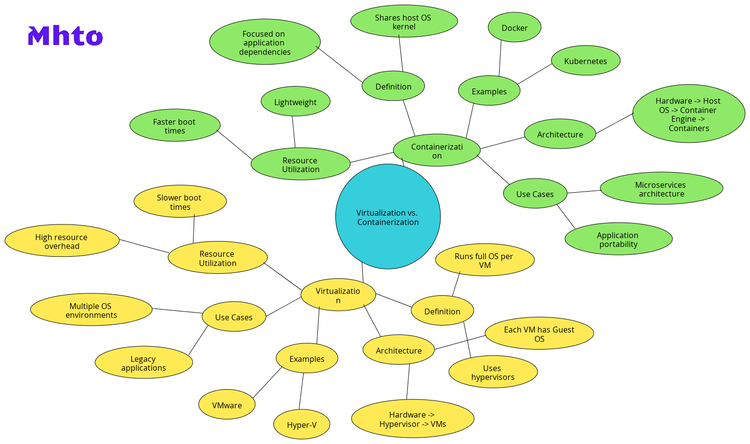 Mhto
Focused on
application
dependencies
Shares host OS
kernel
Docker
Kubernetes
Definition
Examples
Lightweight
Faster boot
times
Hardware -> Host
OS -> Container
Engine ->
Containers
Architecture
Containerizati
on
Resource
Utilization
Use Cases
Microservices
architecture
Application
portability
Virtualization vs.
Containerization
Slower boot
times
High resource
overhead
Resource
Utilization
Runs full OS per
VM
Virtualizatio
n
Definition
Multiple OS
environments
Use Cases
Each VM has Guest
OS
Architecture
Examples
Legacy
applications
Uses
hypervisors
VMware
Hyper-V
Hardware ->
Hypervisor -> VMs